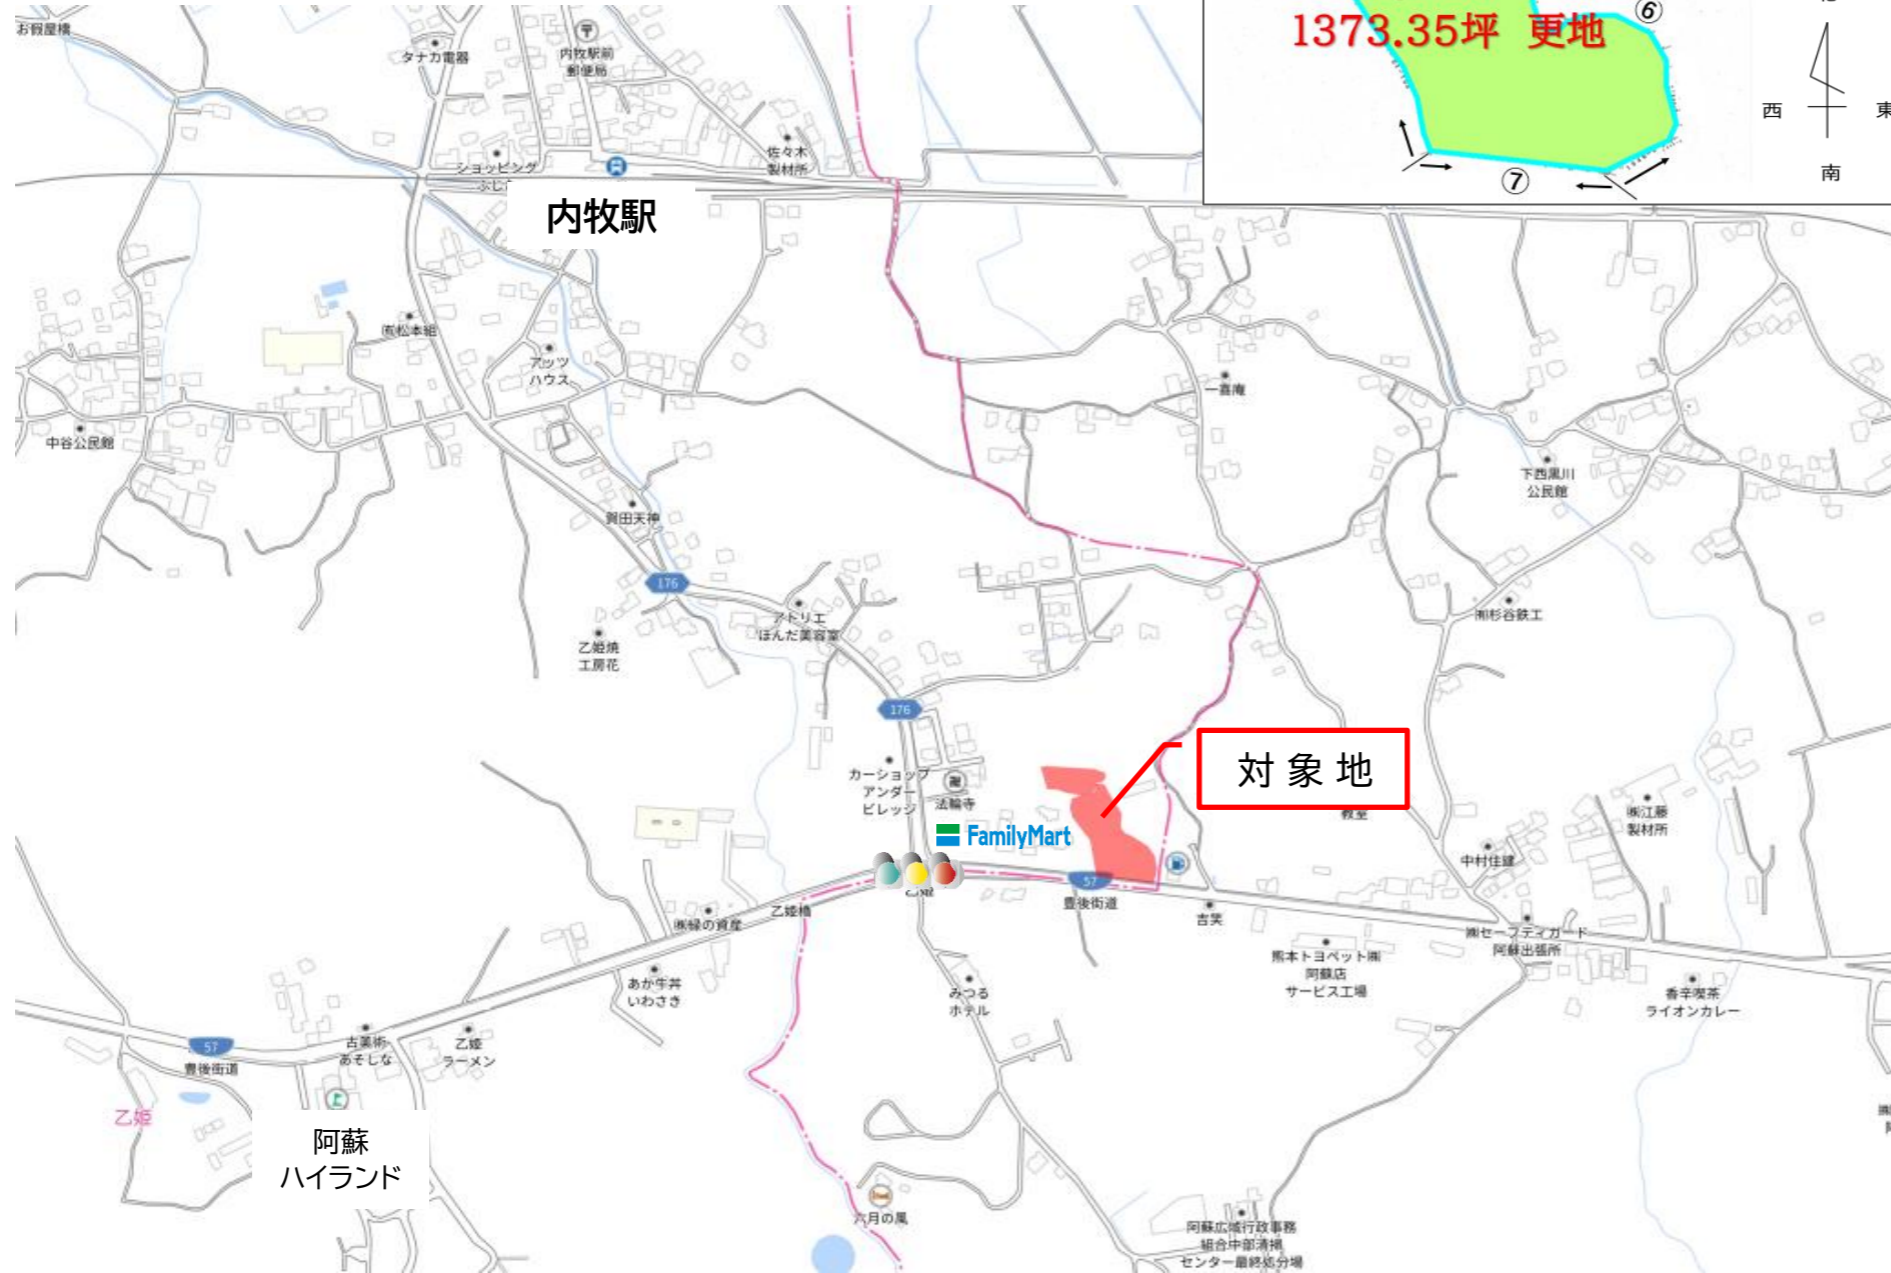 お假屋橋
タナカ電器
内牧駅前
郵便局
1373.35坪 更地
⑥
西
東
南
⑦
ショッピング
佐々木
製材所
内牧駅
㈲松本組
アッツ
ハウス
一喜庵
中谷公民館
下西黒川
公民館
賀田天神
176
アトリエ
ほんだ美容室
㈲杉谷鉄工
乙姫焼
工房花
176
対象地
カーショップ
アンダー
ビレッジ
法輪寺
FamilyMart
教室
㈱江藤
製材所
中村住建
57
豊後街道
吉笑
乙姫橋
㈱緑の資産
㈱セーフティガード
阿蘇出張所
熊本トヨペット㈱
阿蘇店
サービス工場
あか牛丼
いわさき
みつる
ホテル
香辛喫茶
ライオンカレー
57
豊後街道
古美術
あそしな
乙姫
ラーメン
乙姫
阿蘇
ハイランド
六月の風
阿蘇広域行政事務
組合中部清掃
センター最終処分場